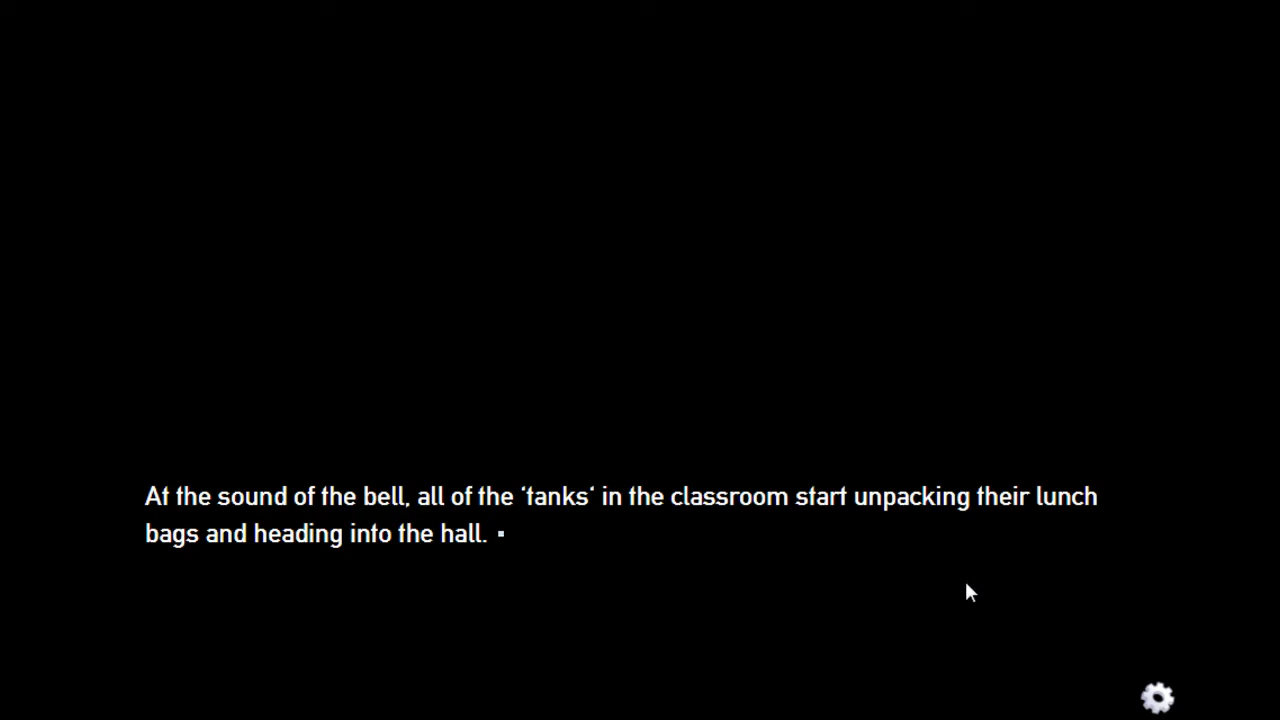 At the sound of the bell, all of the ‘tanks‘ in the classroom start unpacking their lunch
bags and heading into the hall.